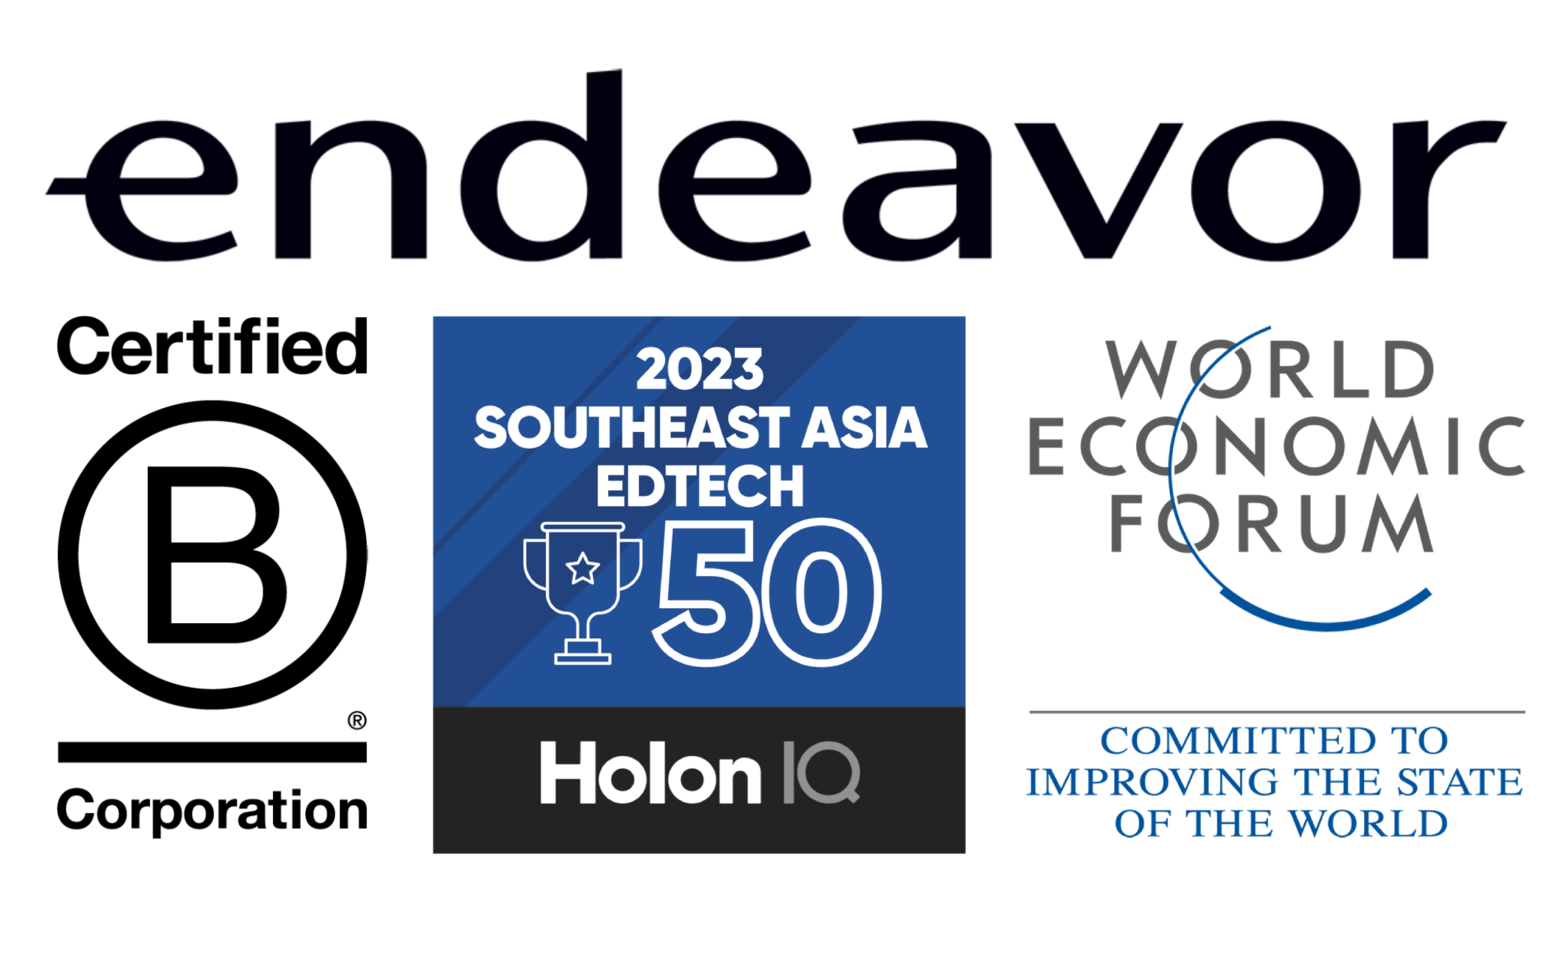 endeavor
Certified
B
®
Corporation
2023
SOUTHEAST ASIA
EDTECH
50
Holon IQ
WORLD
ECONOMIC
FORUM
COMMITTED TO
IMPROVING THE STATE
OF THE WORLD